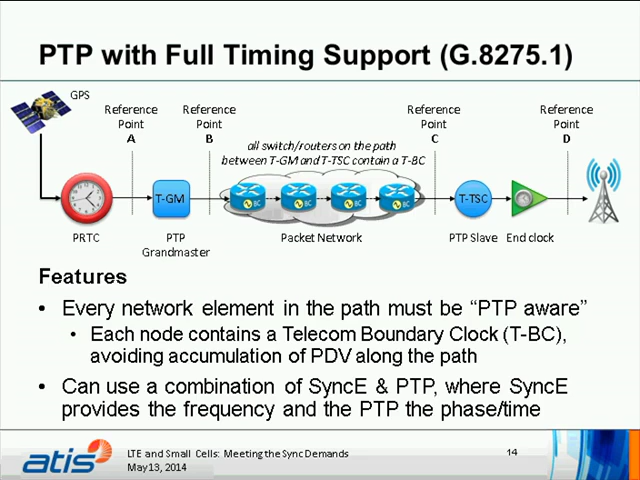 PTP with Full Timing Support (G.8275.1)
GPS
Reference Point A
Reference Point B
Reference Point C
Reference Point D
all switch/routers on the path
between T-GM and T-TSC contain a T-BC
T-GM
BC
BC
BC
BC
T-TSC
PRTC
PTP Grandmaster
Packet Network
PTP Slave
End clock
Features
• Every network element in the path must be “PTP aware”
• Each node contains a Telecom Boundary Clock (T-BC),
avoiding accumulation of PDV along the path
• Can use a combination of SyncE & PTP, where SyncE
provides the frequency and the PTP the phase/time
atis
LTE and Small Cells: Meeting the Sync Demands
May 13, 2014
14